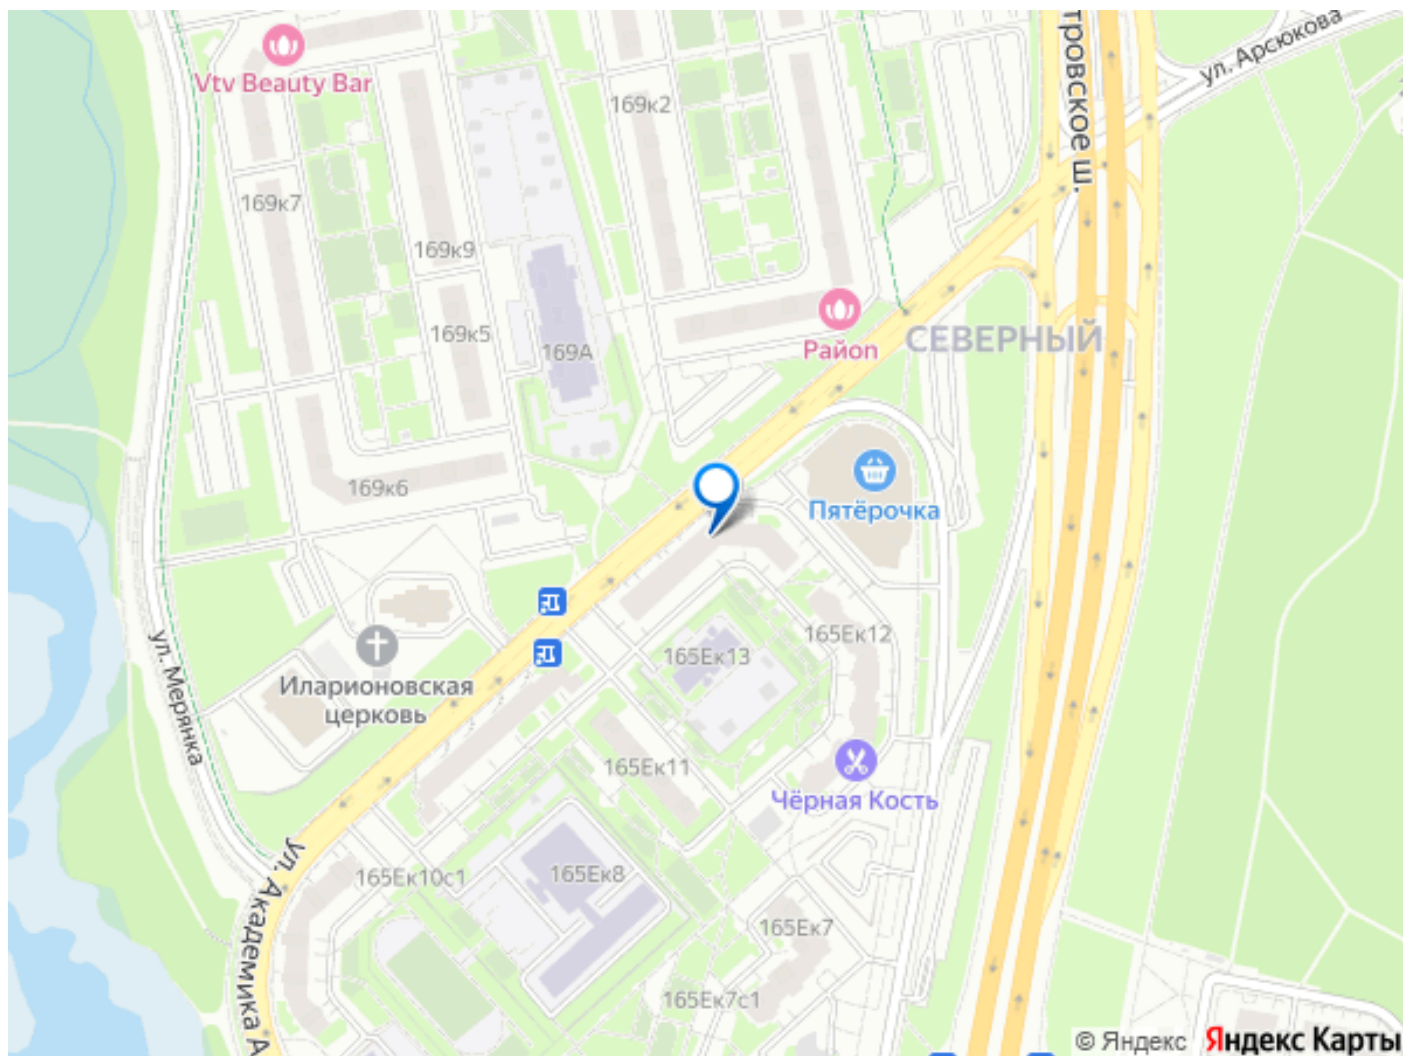 Vtv Beauty Bar
169к2
тровское ш.
ул. Арсюкова
169к7
169к9
169к5
169А
Район
СЕВЕРНЫЙ
169к6
Пятёрочка
165Ек12
165Ек13
Иларионовская
церковь
ул. Мерянка
165Ек11
Чёрная Кость
ул. Академика А
165Ек10с1
165Ек8
165Ек7
165Ек7с1
© Яндекс Яндекс Карты